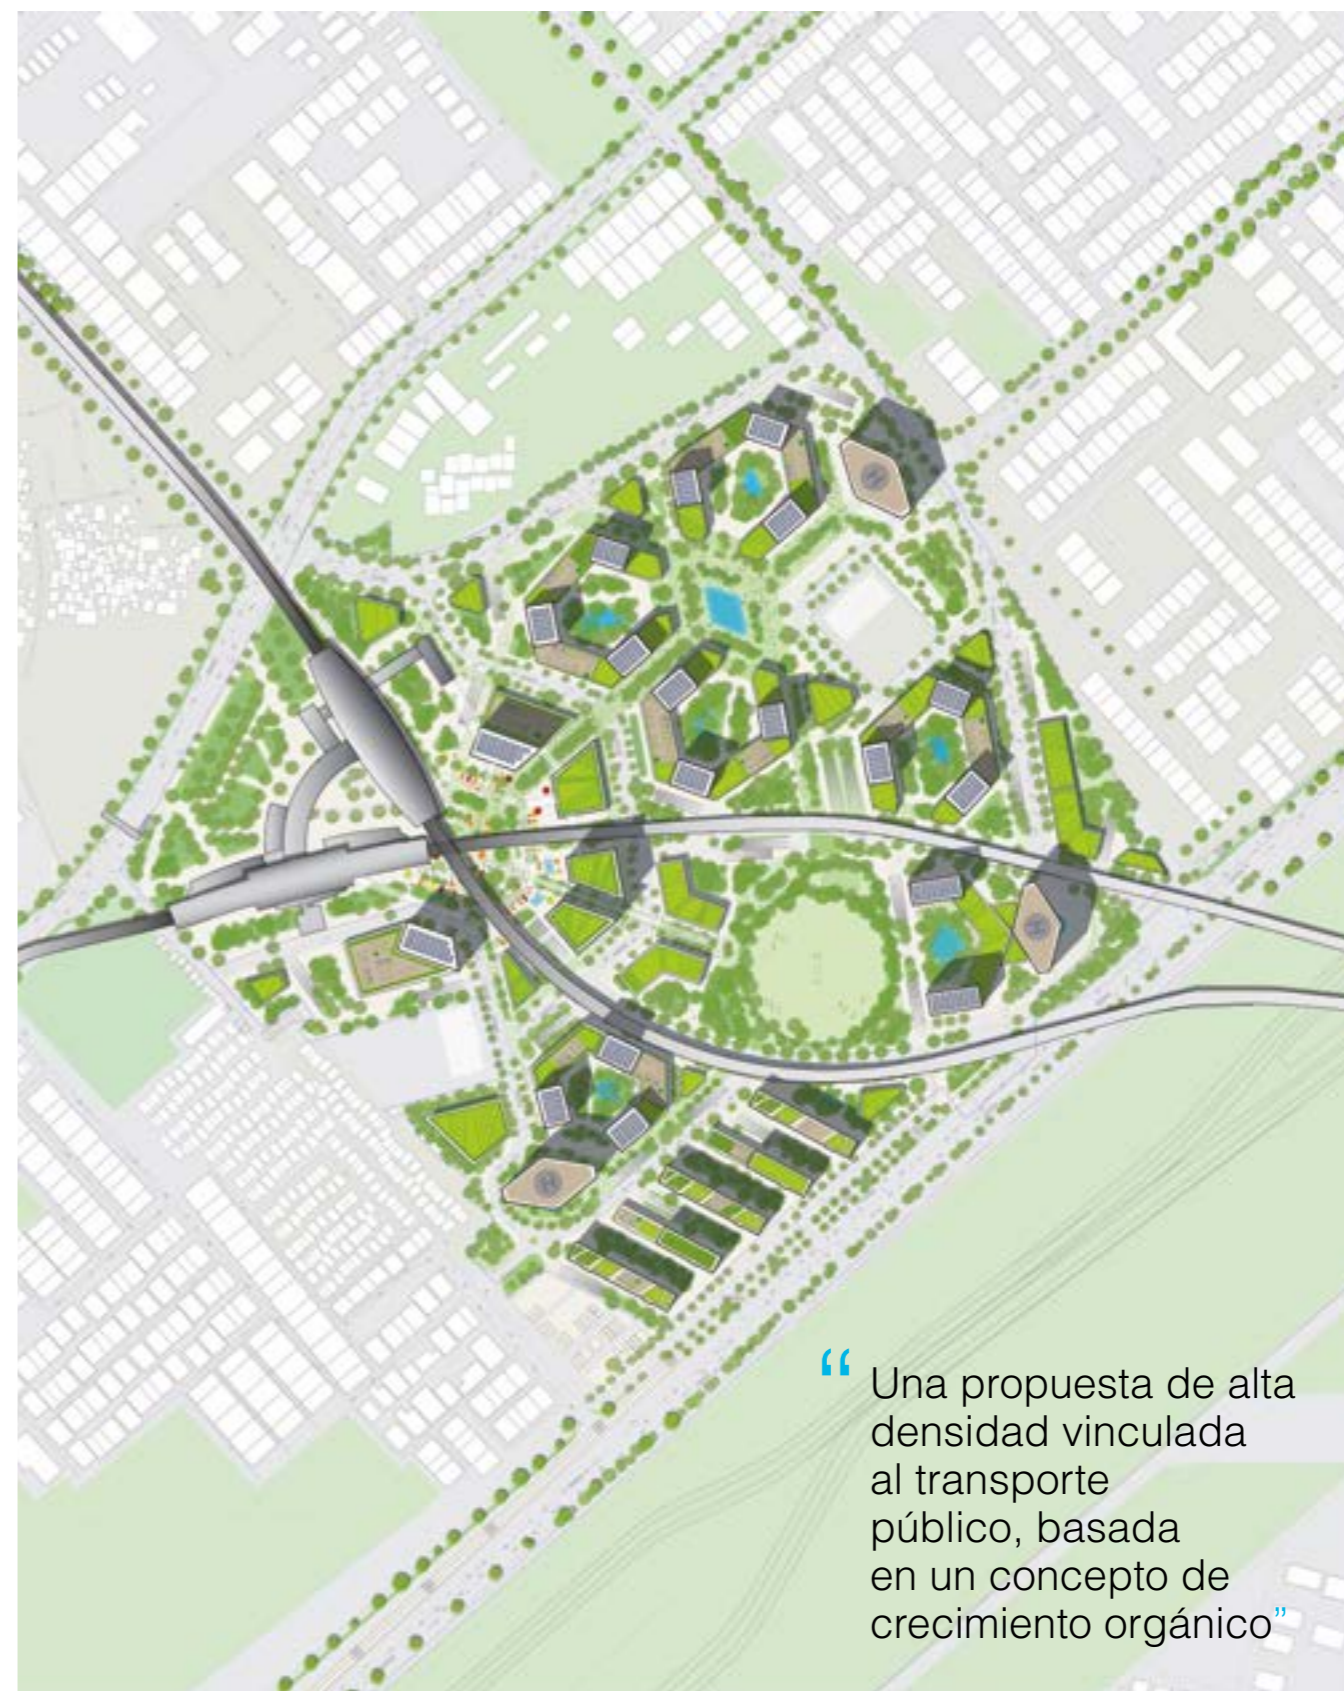 “ Una propuesta de alta
densidad vinculada
al transporte
público, basada
en un concepto de
crecimiento orgánico”